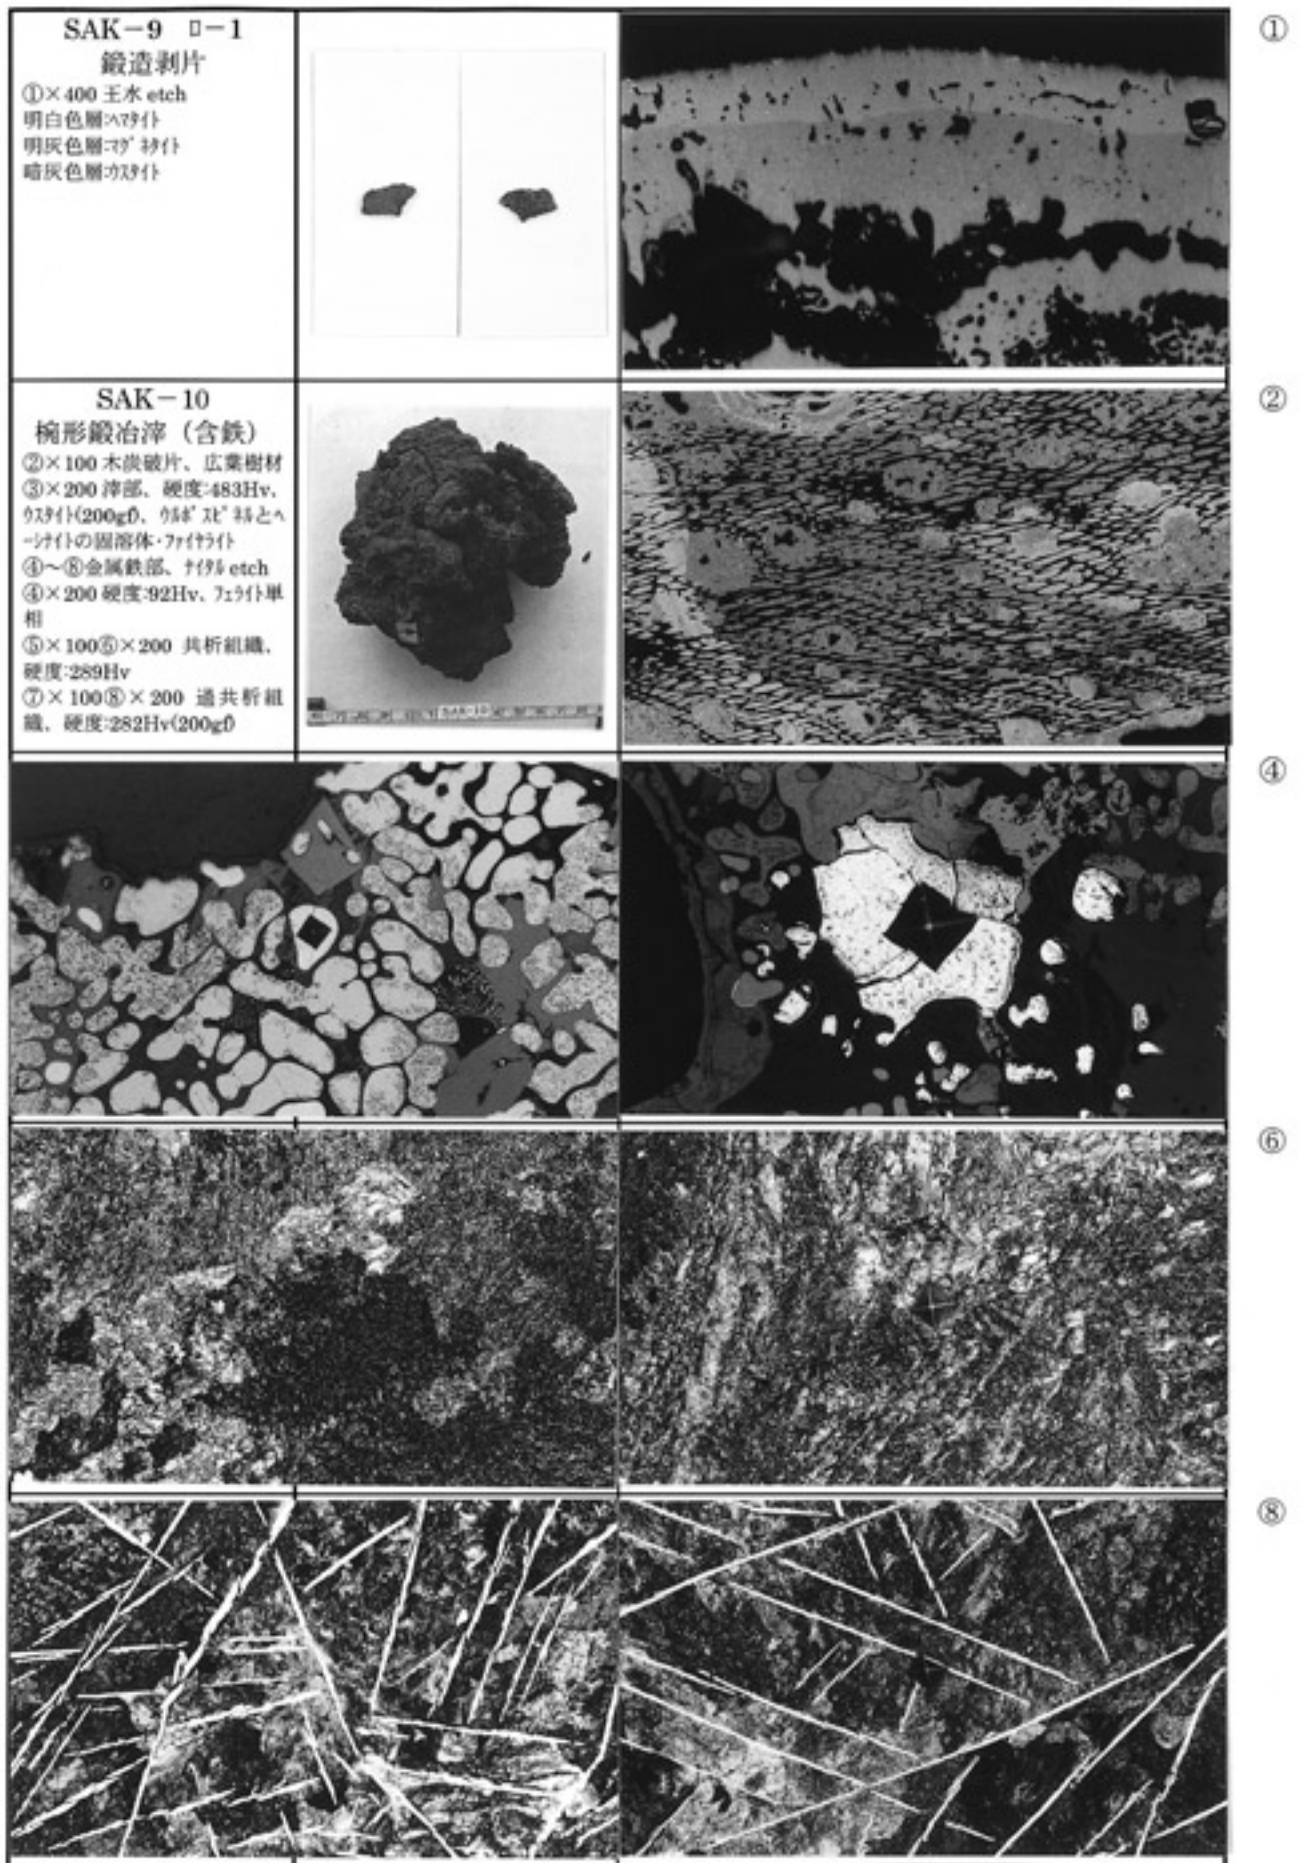 SAK-9 ロ-1
鍛造剥片
①×400 王水 etch
明白色層:ヘマタイト
明灰色層:マグネタイト
暗灰色層:ウスタイト
①
SAK-10
椀形鍛冶滓（含鉄）
②×100 木炭破片、広葉樹材
③×200 滓部、硬度:483Hv、
ウスタイト(200gf)、ウルボスピネルとヘ
ーシナイトの固溶体・ファイヤライト
④～⑧金属鉄部、ナイタル etch
④×200 硬度:92Hv、フェライト単
相
⑤×100⑥×200 共析組織、
硬度:289Hv
⑦×100⑧×200 過共析組
織、硬度:282Hv(200gf)
SAK-10
②
④
⑥
⑧